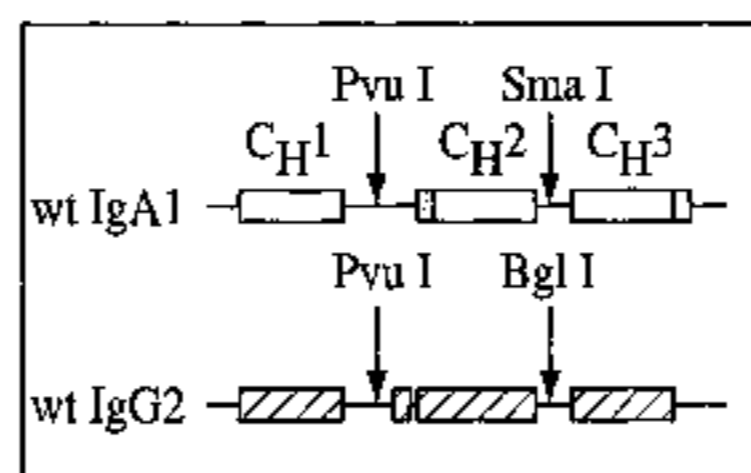 Pvu I Sma I
CH1 CH2 CH3
wt IgA1
Pvu I Bgl I
wt IgG2